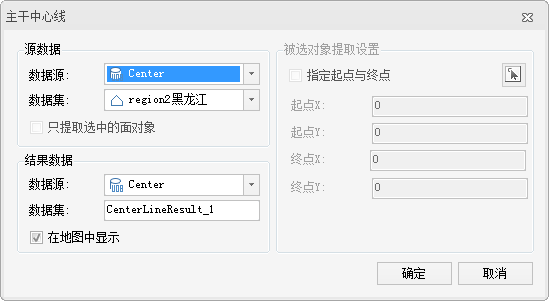 主干中心线
源数据
数据源:
Center
数据集:
region2黑龙江
只提取选中的面对象
结果数据
数据源:
Center
数据集:
CenterLineResult_1
在地图中显示
被选对象提取设置
指定起点与终点
起点X:
0
起点Y:
0
终点X:
0
终点Y:
0
确定
取消